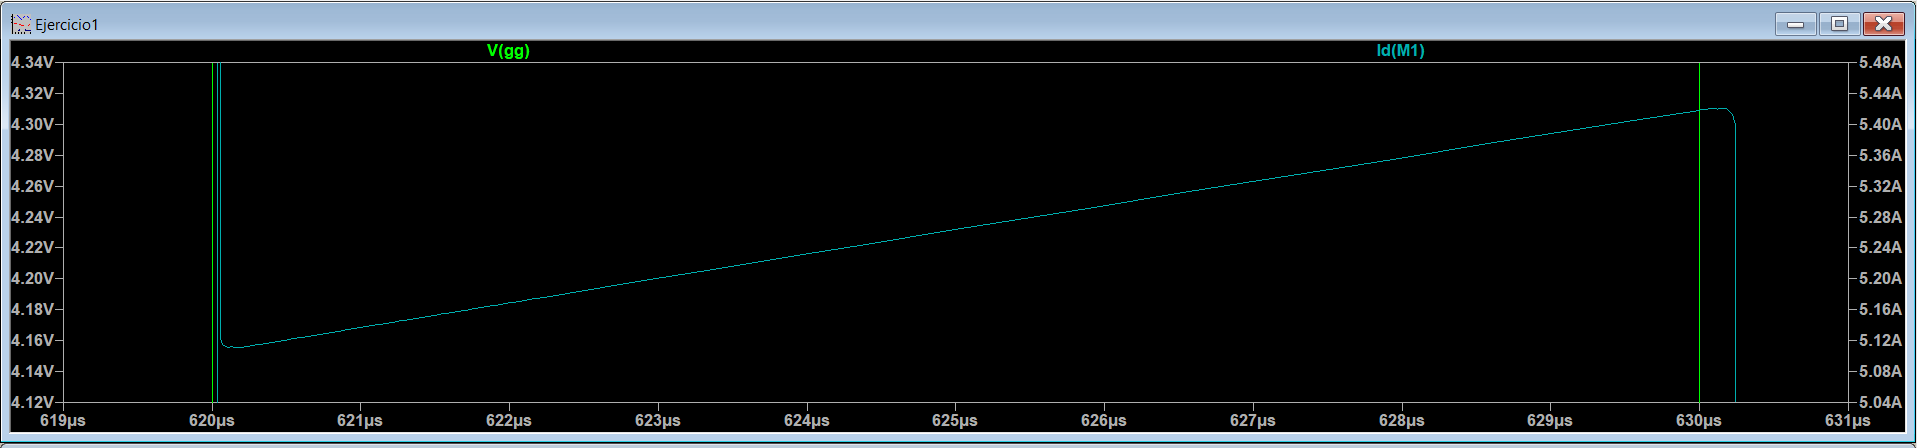 Ejercicio1
V(gg) Id(M1)
4.34V 5.48A
4.32V 5.44A
4.30V 5.40A
4.28V 5.36A
4.26V 5.32A
4.24V 5.28A
4.22V 5.24A
4.20V 5.20A
4.18V 5.16A
4.16V 5.12A
4.14V 5.08A
4.12V 5.04A
619µs 620µs 621µs 622µs 623µs 624µs 625µs 626µs 627µs 628µs 629µs 630µs 631µs